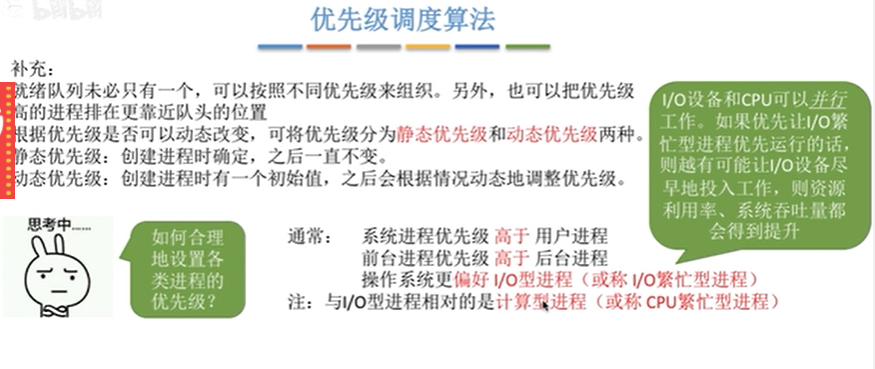 优先级调度算法
补充：
就绪队列未必只有一个，可以按照不同优先级来组织。另外，也可以把优先级
高的进程排在更靠近队头的位置
根据优先级是否可以动态改变，可将优先级分为静态优先级和动态优先级两种。
静态优先级：创建进程时确定，之后一直不变。
动态优先级：创建进程时有一个初始值，之后会根据情况动态地调整优先级。
I/O设备和CPU可以并行
工作。如果优先让I/O繁
忙型进程优先运行的话，
则越有可能让I/O设备尽
早地投入工作，则资源
利用率、系统吞吐量都
会得到提升
思考中......
如何合理
地设置各
类进程的
优先级？
通常： 系统进程优先级 高于 用户进程
前台进程优先级 高于 后台进程
操作系统更偏好 I/O型进程（或称 I/O繁忙型进程）
注：与I/O型进程相对的是计算型进程（或称 CPU繁忙型进程）